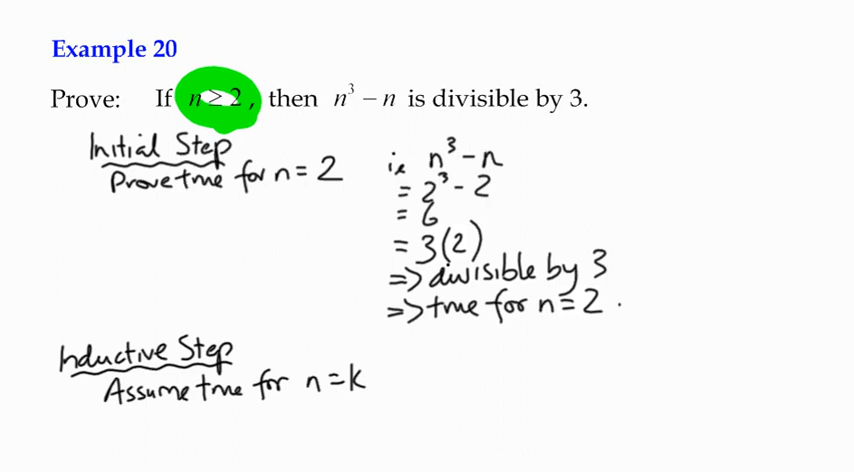 Example 20
Prove: If n ≥ 2, then n³ − n is divisible by 3.
Initial Step
Prove true for n = 2
ie n³ − n
= 2³ − 2
= 6
= 3(2)
=> divisible by 3
=> true for n = 2.
Inductive Step
Assume true for n = k